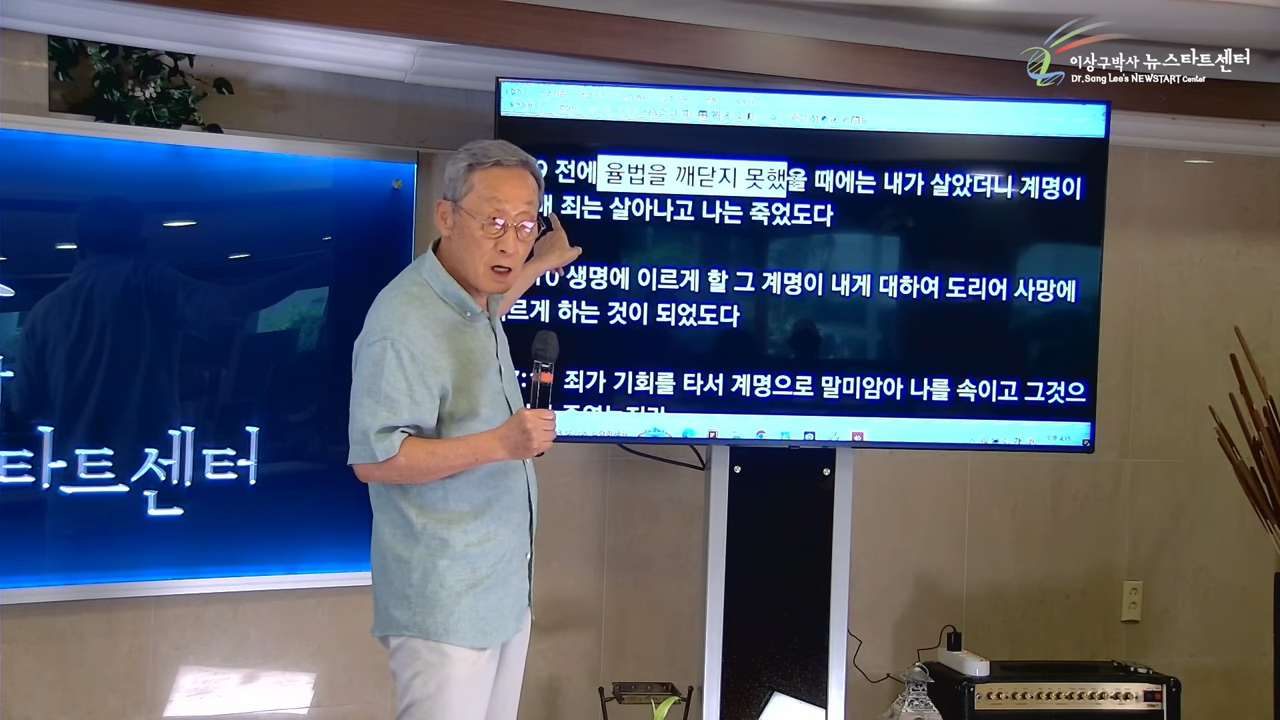 이상구박사 뉴스타트센터
Dr. Sang Lee's NEWSTART Center
9 전에 율법을 깨닫지 못했을 때에는 내가 살았더니 계명이
죄는 살아나고 나는 죽었도다
10 생명에 이르게 할 그 계명이 내게 대하여 도리어 사망에
이르게 하는 것이 되었도다
죄가 기회를 타서 계명으로 말미암아 나를 속이고 그것으
타트센터